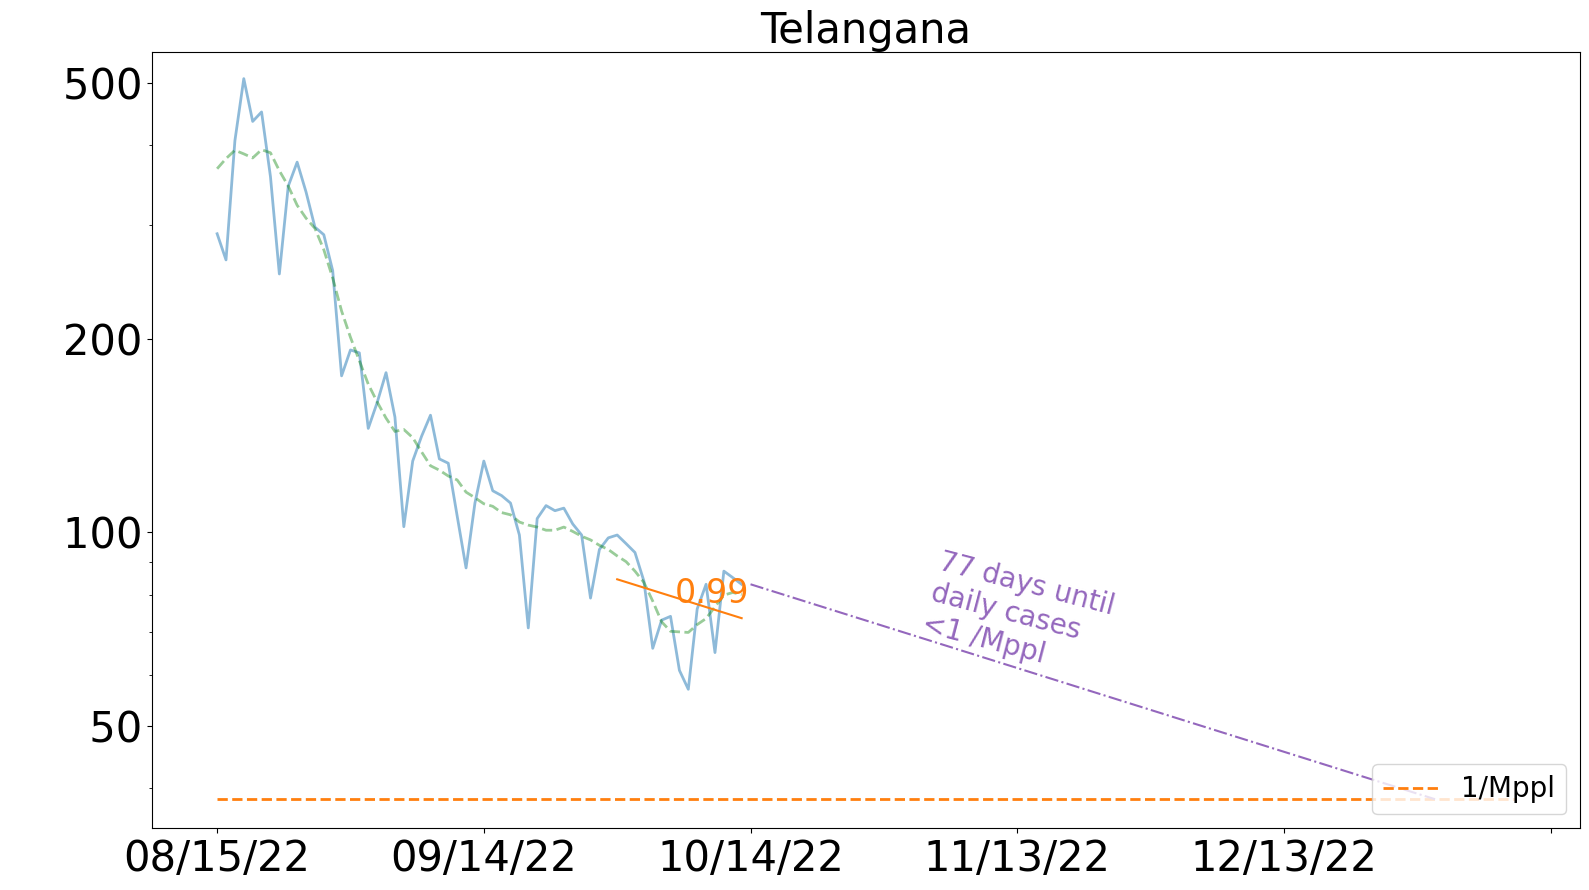 Telangana
500
200
100
50
0.99
77 days until
daily cases
<1 /Mppl
1/Mppl
08/15/22
09/14/22
10/14/22
11/13/22
12/13/22